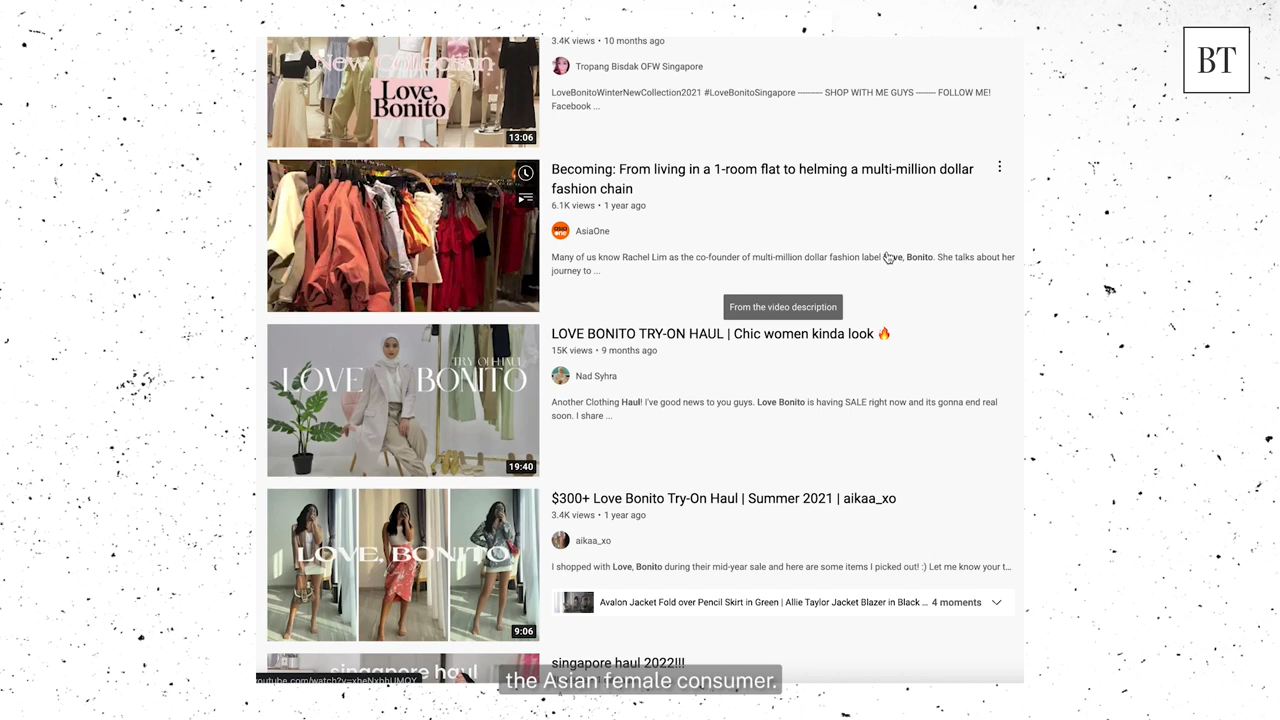 3.4K views • 10 months ago
BT
New Collection
Tropang Bisdak OFW Singapore
Love,
Bonito
LoveBonitoWinterNewCollection2021 #LoveBonitoSingapore ——— SHOP WITH ME GUYS ——— FOLLOW ME!
Facebook ...
13:06
Becoming: From living in a 1-room flat to helming a multi-million dollar
fashion chain
6.1K views • 1 year ago
asia one
AsiaOne
Many of us know Rachel Lim as the co-founder of multi-million dollar fashion label Love, Bonito. She talks about her
journey to ...
From the video description
LOVE BONITO TRY-ON HAUL | Chic women kinda look 🔥
15K views • 9 months ago
TRY ON HAUL
LOVE BONITO
Nad Syhra
Another Clothing Haul! I've good news to you guys. Love Bonito is having SALE right now and its gonna end real
soon. I share ...
19:40
$300+ Love Bonito Try-On Haul | Summer 2021 | aikaa_xo
3.4K views • 1 year ago
aikaa_xo
LOVE, BONITO
I shopped with Love, Bonito during their mid-year sale and here are some items I picked out! :) Let me know your t...
Avalon Jacket Fold over Pencil Skirt in Green | Allie Taylor Jacket Blazer in Black ... 4 moments
9:06
singapore haul
singapore haul 2022!!!
the Asian female consumer.